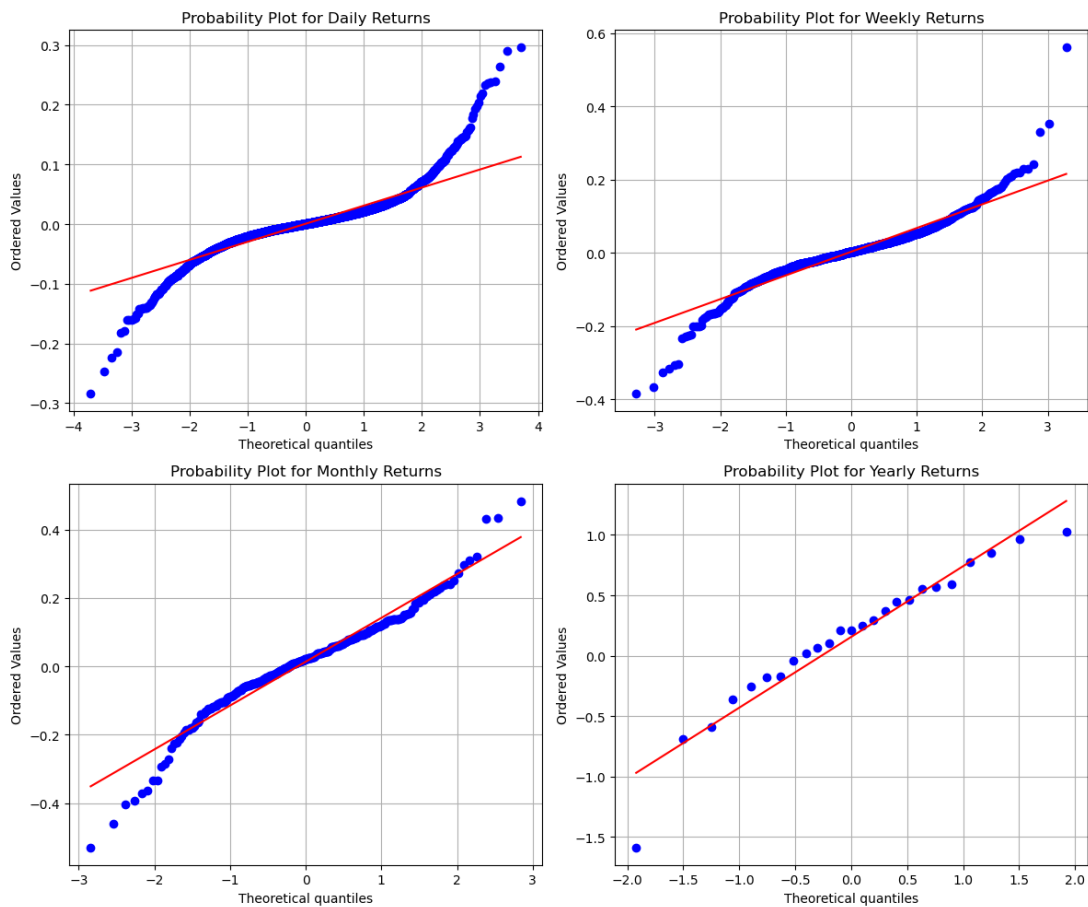 Probability Plot for Daily Returns
Ordered Values
0.3
0.2
0.1
0.0
−0.1
−0.2
−0.3
−4 −3 −2 −1 0 1 2 3 4
Theoretical quantiles
Probability Plot for Weekly Returns
Ordered Values
0.6
0.4
0.2
0.0
−0.2
−0.4
−3 −2 −1 0 1 2 3
Theoretical quantiles
Probability Plot for Monthly Returns
Ordered Values
0.4
0.2
0.0
−0.2
−0.4
−3 −2 −1 0 1 2 3
Theoretical quantiles
Probability Plot for Yearly Returns
Ordered Values
1.0
0.5
0.0
−0.5
−1.0
−1.5
−2.0 −1.5 −1.0 −0.5 0.0 0.5 1.0 1.5 2.0
Theoretical quantiles